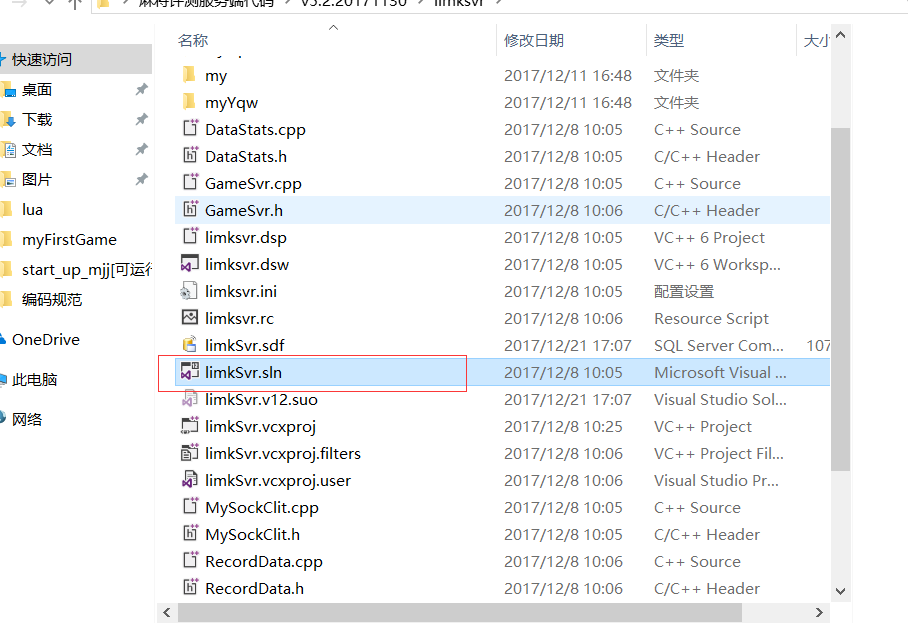 麻将评测服务端代码 > v5.2.20171130 > limksvr >
名称 修改日期 类型 大小
快速访问
桌面
下载
文档
图片
lua
myFirstGame
start_up_mjj[可运行
编码规范
OneDrive
此电脑
网络
my 2017/12/11 16:48 文件夹
myYqw 2017/12/11 16:48 文件夹
DataStats.cpp 2017/12/8 10:05 C++ Source
DataStats.h 2017/12/8 10:05 C/C++ Header
GameSvr.cpp 2017/12/8 10:05 C++ Source
GameSvr.h 2017/12/8 10:06 C/C++ Header
limksvr.dsp 2017/12/8 10:05 VC++ 6 Project
limksvr.dsw 2017/12/8 10:05 VC++ 6 Worksp...
limksvr.ini 2017/12/8 10:05 配置设置
limksvr.rc 2017/12/8 10:06 Resource Script
limkSvr.sdf 2017/12/21 17:07 SQL Server Com... 107
limkSvr.sln 2017/12/8 10:05 Microsoft Visual ...
limkSvr.v12.suo 2017/12/21 17:07 Visual Studio Sol...
limkSvr.vcxproj 2017/12/8 10:25 VC++ Project
limkSvr.vcxproj.filters 2017/12/8 10:06 VC++ Project Fil...
limkSvr.vcxproj.user 2017/12/8 10:06 Visual Studio Pr...
MySockClit.cpp 2017/12/8 10:05 C++ Source
MySockClit.h 2017/12/8 10:05 C/C++ Header
RecordData.cpp 2017/12/8 10:06 C++ Source
RecordData.h 2017/12/8 10:06 C/C++ Header